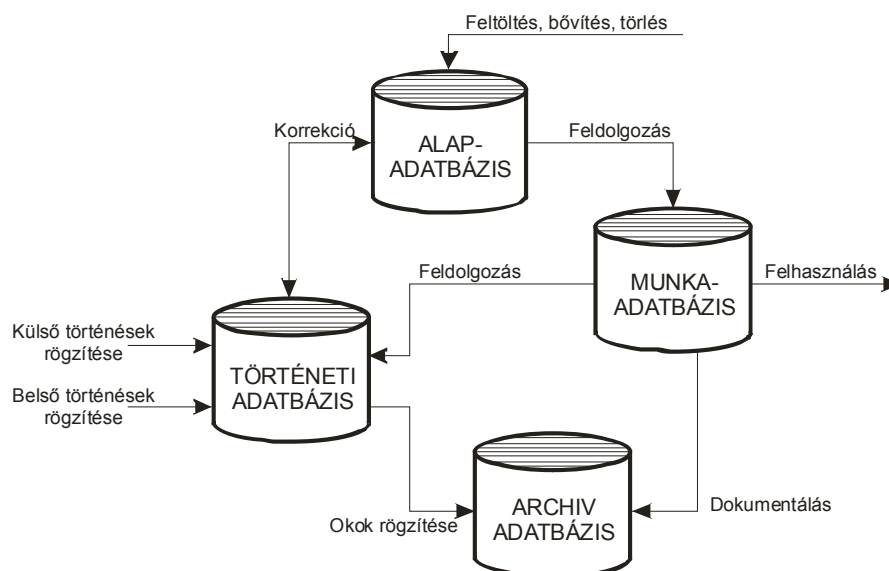 Feltöltés, bővítés, törlés
Korrekció
ALAP-
ADATBÁZIS
Feldolgozás
Feldolgozás
MUNKA-
ADATBÁZIS
Felhasználás
Külső történések
rögzítése
Belső történések
rögzítése
TÖRTÉNETI
ADATBÁZIS
Okok rögzítése
ARCHIV
ADATBÁZIS
Dokumentálás